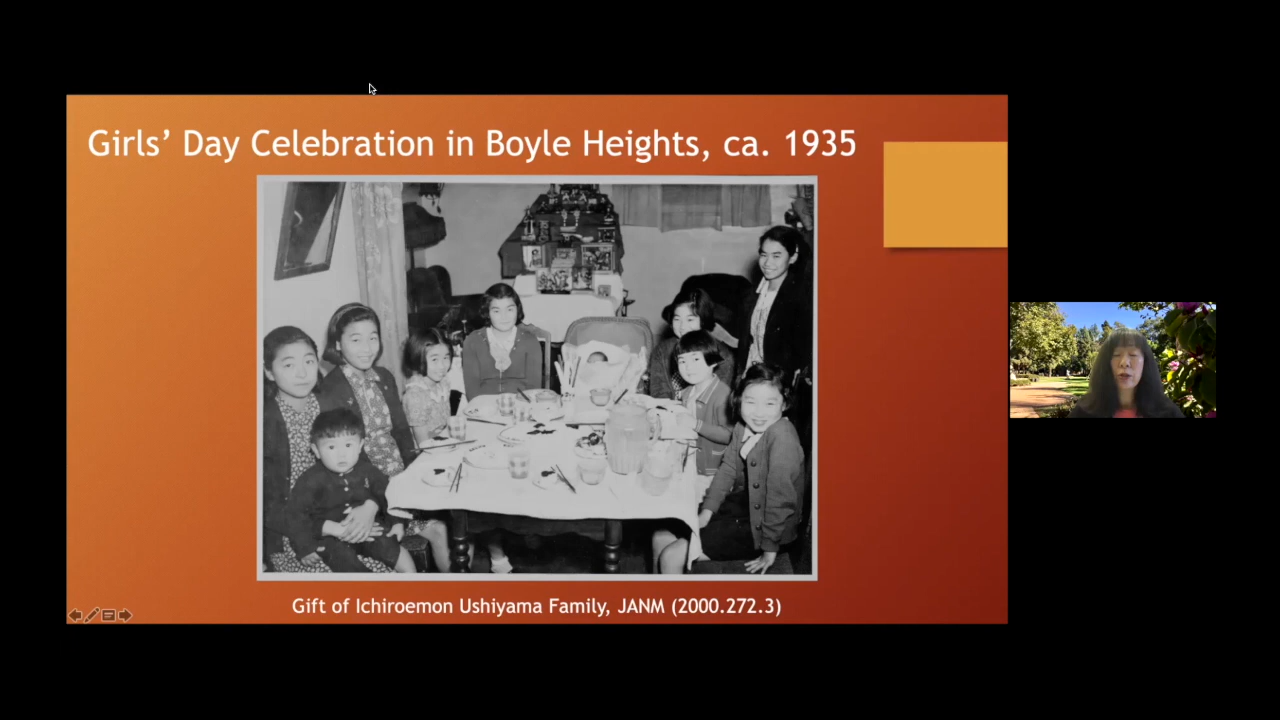 Girls’ Day Celebration in Boyle Heights, ca. 1935
Gift of Ichiroemon Ushiyama Family, JANM (2000.272.3)